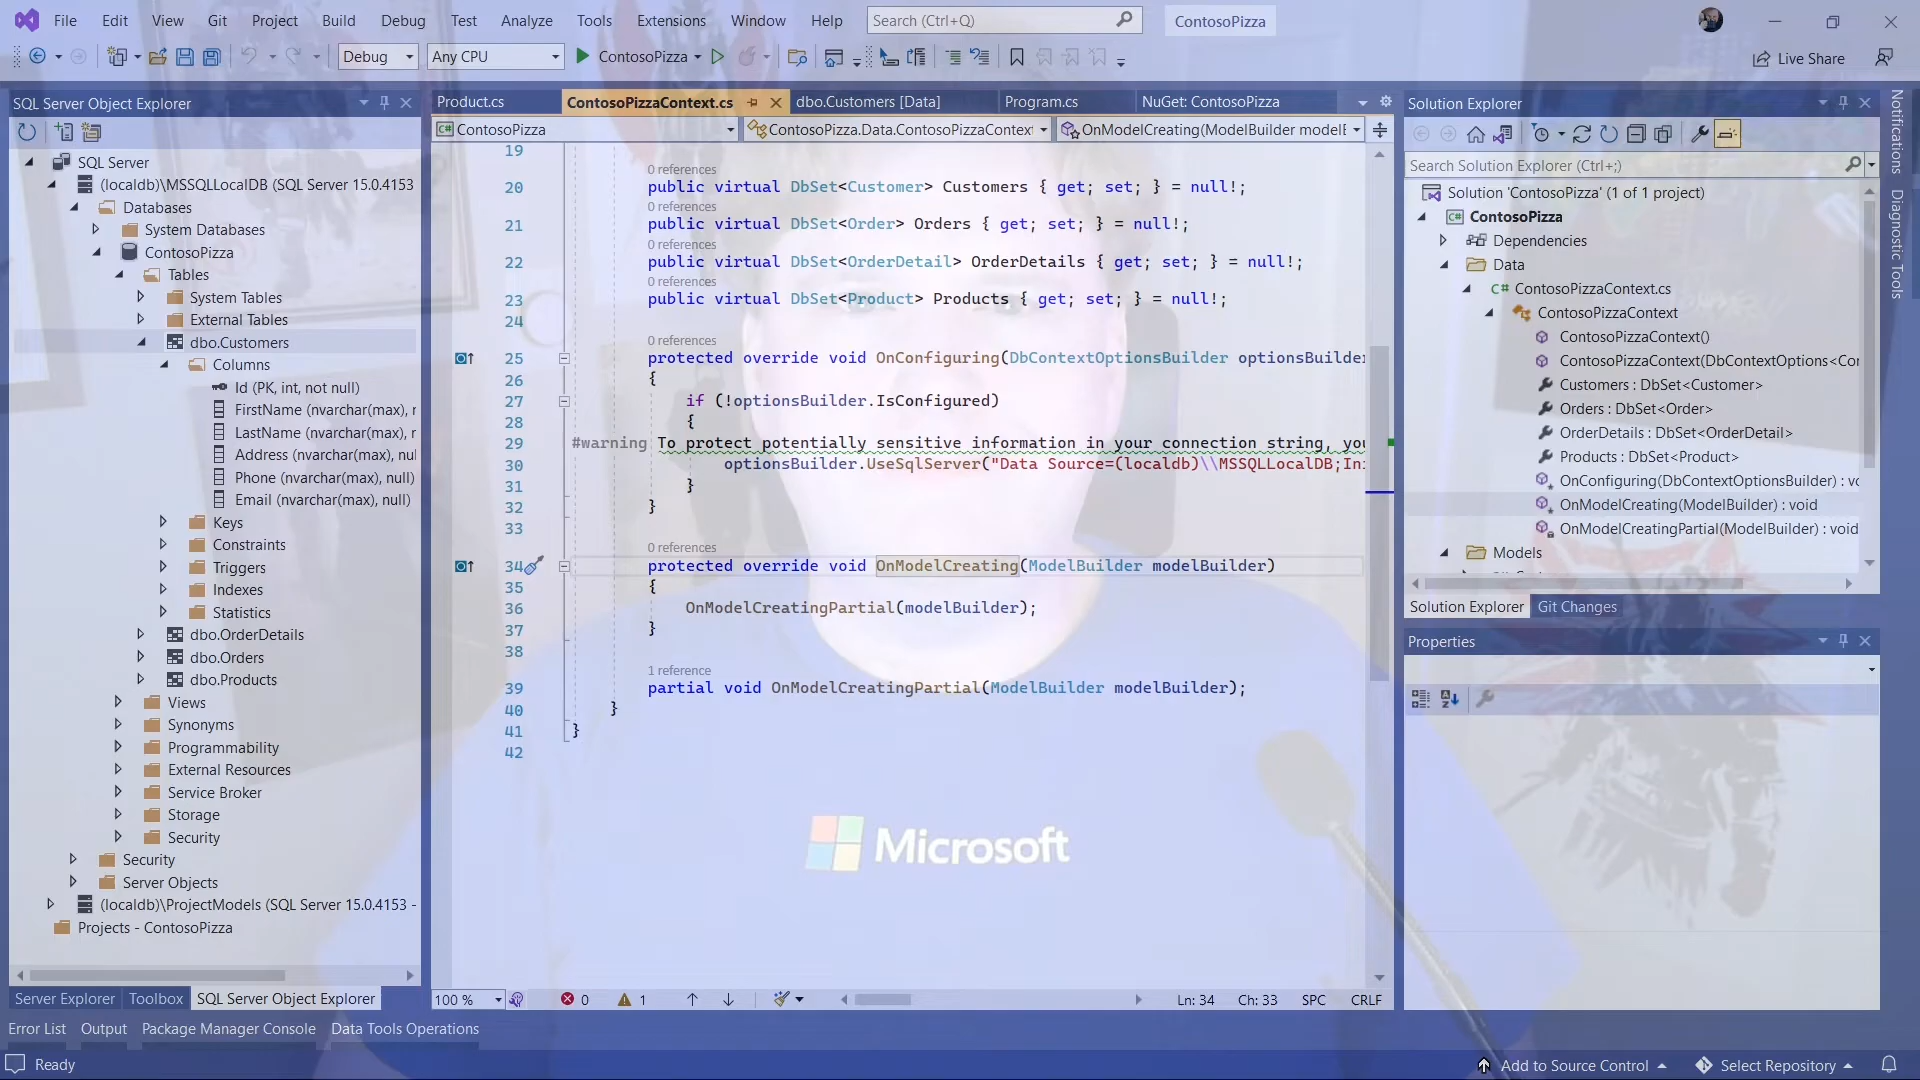 File Edit View Git Project Build Debug Test Analyze Tools Extensions Window Help Search (Ctrl+Q) ContosoPizza
Debug Any CPU ContosoPizza Live Share
SQL Server Object Explorer
SQL Server
(localdb)\MSSQLLocalDB (SQL Server 15.0.4153
Databases
System Databases
ContosoPizza
Tables
System Tables
External Tables
dbo.Customers
Columns
Id (PK, int, not null)
FirstName (nvarchar(max), r
LastName (nvarchar(max), r
Address (nvarchar(max), nul
Phone (nvarchar(max), null)
Email (nvarchar(max), null)
Keys
Constraints
Triggers
Indexes
Statistics
dbo.OrderDetails
dbo.Orders
dbo.Products
Views
Synonyms
Programmability
External Resources
Service Broker
Storage
Security
Security
Server Objects
(localdb)\ProjectModels (SQL Server 15.0.4153 -
Projects - ContosoPizza
Server Explorer Toolbox SQL Server Object Explorer
Product.cs ContosoPizzaContext.cs dbo.Customers [Data] Program.cs NuGet: ContosoPizza
ContosoPizza ContosoPizza.Data.ContosoPizzaContext OnModelCreating(ModelBuilder modelB
19
0 references
20 public virtual DbSet<Customer> Customers { get; set; } = null!;
0 references
21 public virtual DbSet<Order> Orders { get; set; } = null!;
0 references
22 public virtual DbSet<OrderDetail> OrderDetails { get; set; } = null!;
0 references
23 public virtual DbSet<Product> Products { get; set; } = null!;
24
0 references
25 protected override void OnConfiguring(DbContextOptionsBuilder optionsBuilder
26 {
27 if (!optionsBuilder.IsConfigured)
28 {
29 #warning To protect potentially sensitive information in your connection string, you
30 optionsBuilder.UseSqlServer("Data Source=(localdb)\\MSSQLLocalDB;Ini
31 }
32 }
33
0 references
34 protected override void OnModelCreating(ModelBuilder modelBuilder)
35 {
36 OnModelCreatingPartial(modelBuilder);
37 }
38
1 reference
39 partial void OnModelCreatingPartial(ModelBuilder modelBuilder);
40 }
41 }
42
Microsoft
100 % 0 1 Ln: 34 Ch: 33 SPC CRLF
Solution Explorer
Search Solution Explorer (Ctrl+;)
Solution 'ContosoPizza' (1 of 1 project)
ContosoPizza
Dependencies
Data
ContosoPizzaContext.cs
ContosoPizzaContext
ContosoPizzaContext()
ContosoPizzaContext(DbContextOptions<Cor
Customers : DbSet<Customer>
Orders : DbSet<Order>
OrderDetails : DbSet<OrderDetail>
Products : DbSet<Product>
OnConfiguring(DbContextOptionsBuilder) : vc
OnModelCreating(ModelBuilder) : void
OnModelCreatingPartial(ModelBuilder) : void
Models
Solution Explorer Git Changes
Properties
Notifications
Diagnostic Tools
Error List Output Package Manager Console Data Tools Operations
Ready Add to Source Control Select Repository